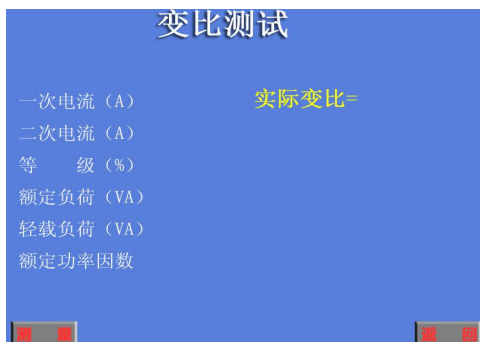 变比测试
一次电流（A） 实际变比=
二次电流（A）
等　　级（%）
额定负荷（VA）
轻载负荷（VA）
额定功率因数
测　量　返　回